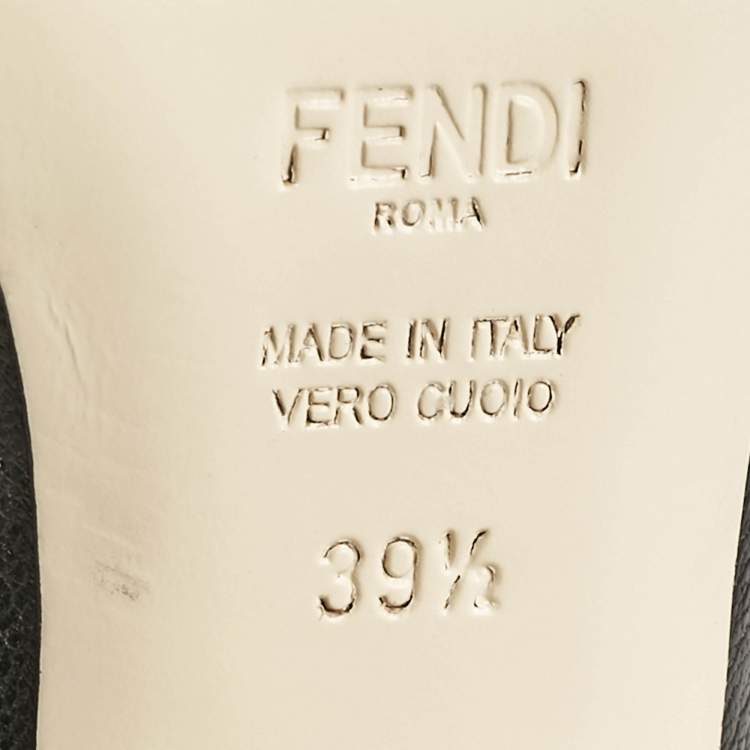 FENDI
ROMA
MADE IN ITALY
VERO CUOIO
39½